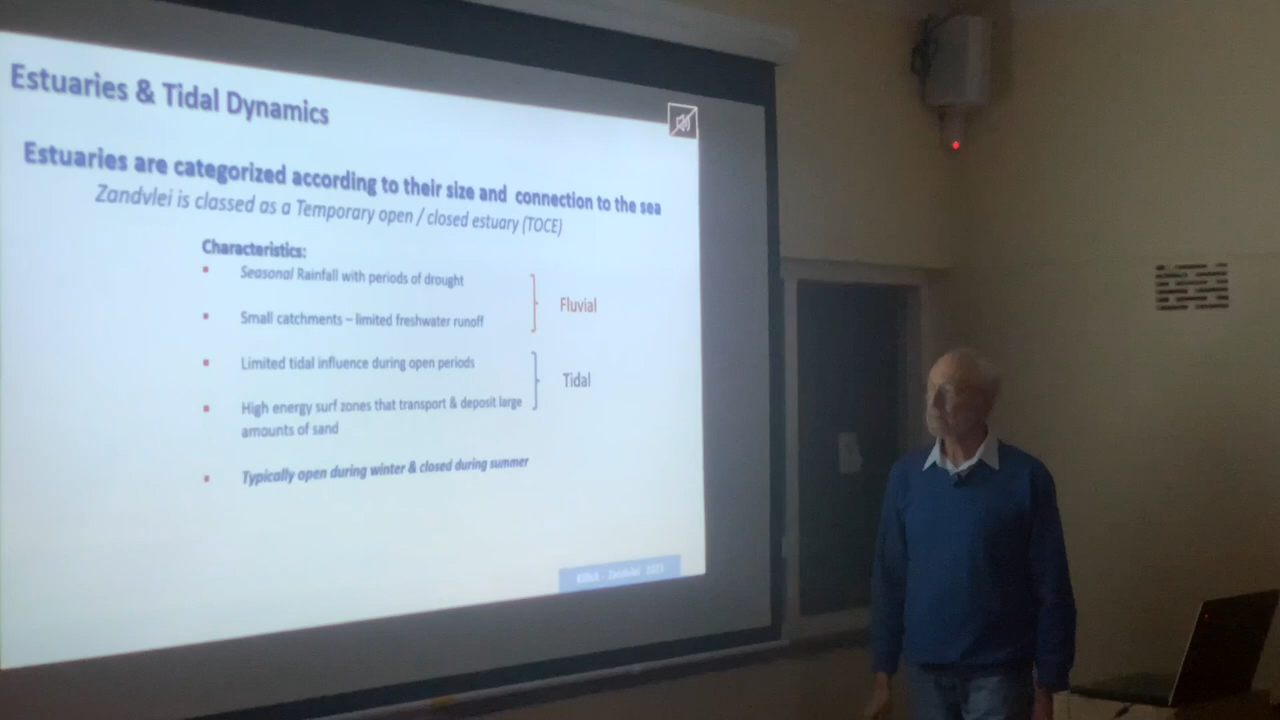 Estuaries & Tidal Dynamics
Estuaries are categorized according to their size and connection to the sea
Zandvlei is classed as a Temporary open / closed estuary (TOCE)
Characteristics:
Seasonal Rainfall with periods of drought
Small catchments – limited freshwater runoff
Fluvial
Limited tidal influence during open periods
Tidal
High energy surf zones that transport & deposit large
amounts of sand
Typically open during winter & closed during summer
Zandvlei